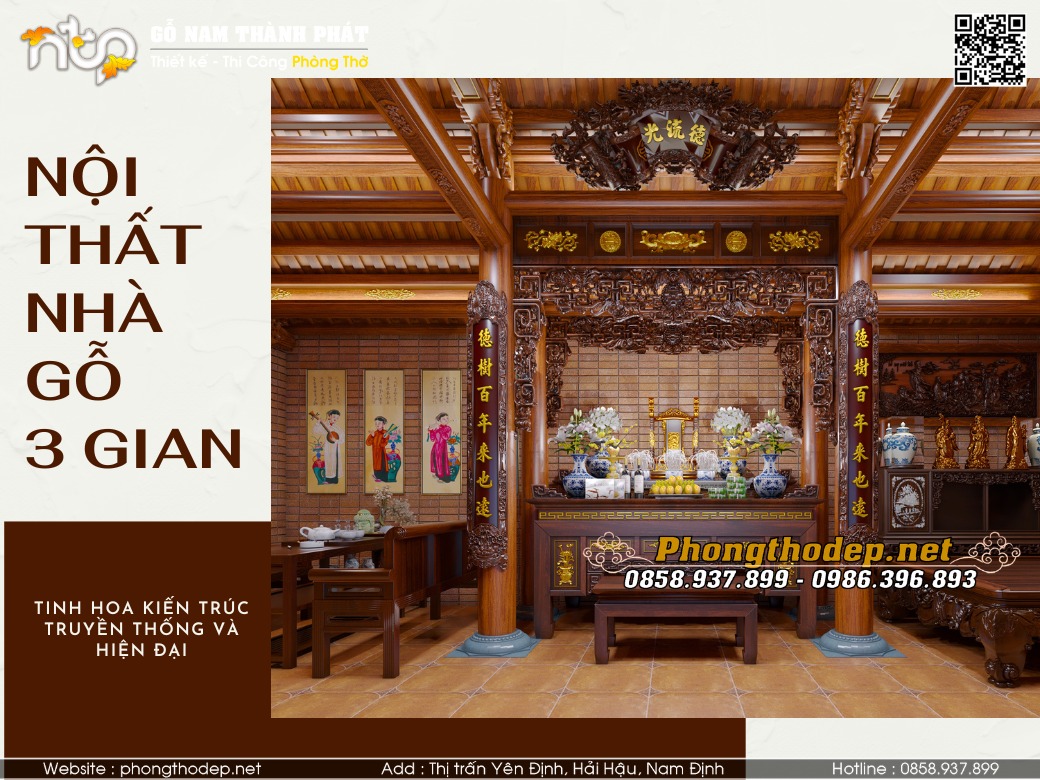 ntp
GỖ NAM THÀNH PHÁT
Thiết kế - Thi Công Phòng Thờ
NỘI
THẤT
NHÀ
GỖ
3 GIAN
TINH HOA KIẾN TRÚC
TRUYỀN THỐNG VÀ
HIỆN ĐẠI
光流德
德樹百年來也遠
德樹百年来也遠
Phongthodep.net
0858.937.899 - 0986.396.893
Website : phongthodep.net
Add : Thị trấn Yên Định, Hải Hậu, Nam Định
Hotline : 0858.937.899